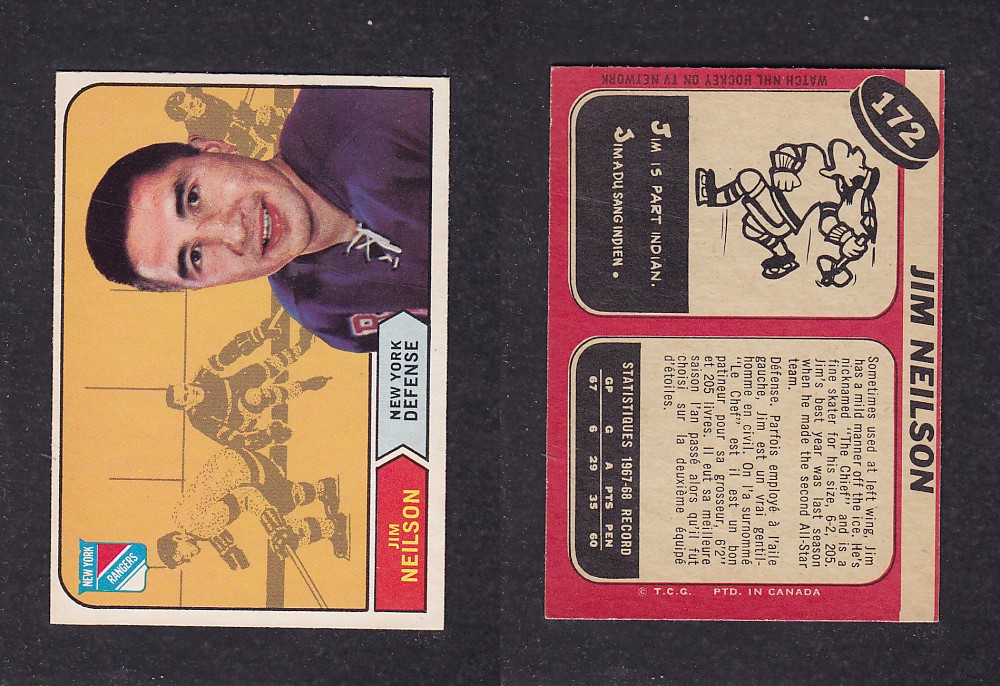 NEW YORK
DEFENSE
JIM
NEILSON
NEW YORK
RANGERS
172
JIM NEILSON
WATCH NHL HOCKEY ON TV NETWORK
JIM IS PART INDIAN.
JIM A DU SANG INDIEN.
Sometimes used at left wing, Jim
has a mild manner off the ice. He's
nicknamed "The Chief" and is a
fine skater for his size, 6-2, 205.
Jim's best year was last season
when he made the second All-Star
team.
Défense. Parfois employé à l'aile
gauche, Jim est un vrai gentil-
homme en civil. On l'a surnommé
"Le Chef" est il est un bon
patineur pour sa grosseur, 6'2"
et 205 livres. Il eut sa meilleure
saison l'an passé alors qu'il fut
choisi sur la deuxième équipe
d'étoiles.
STATISTIQUES 1967-68 RECORD
GP G A PTS PEN
67 6 29 35 60
© T.C.G. PTD. IN CANADA